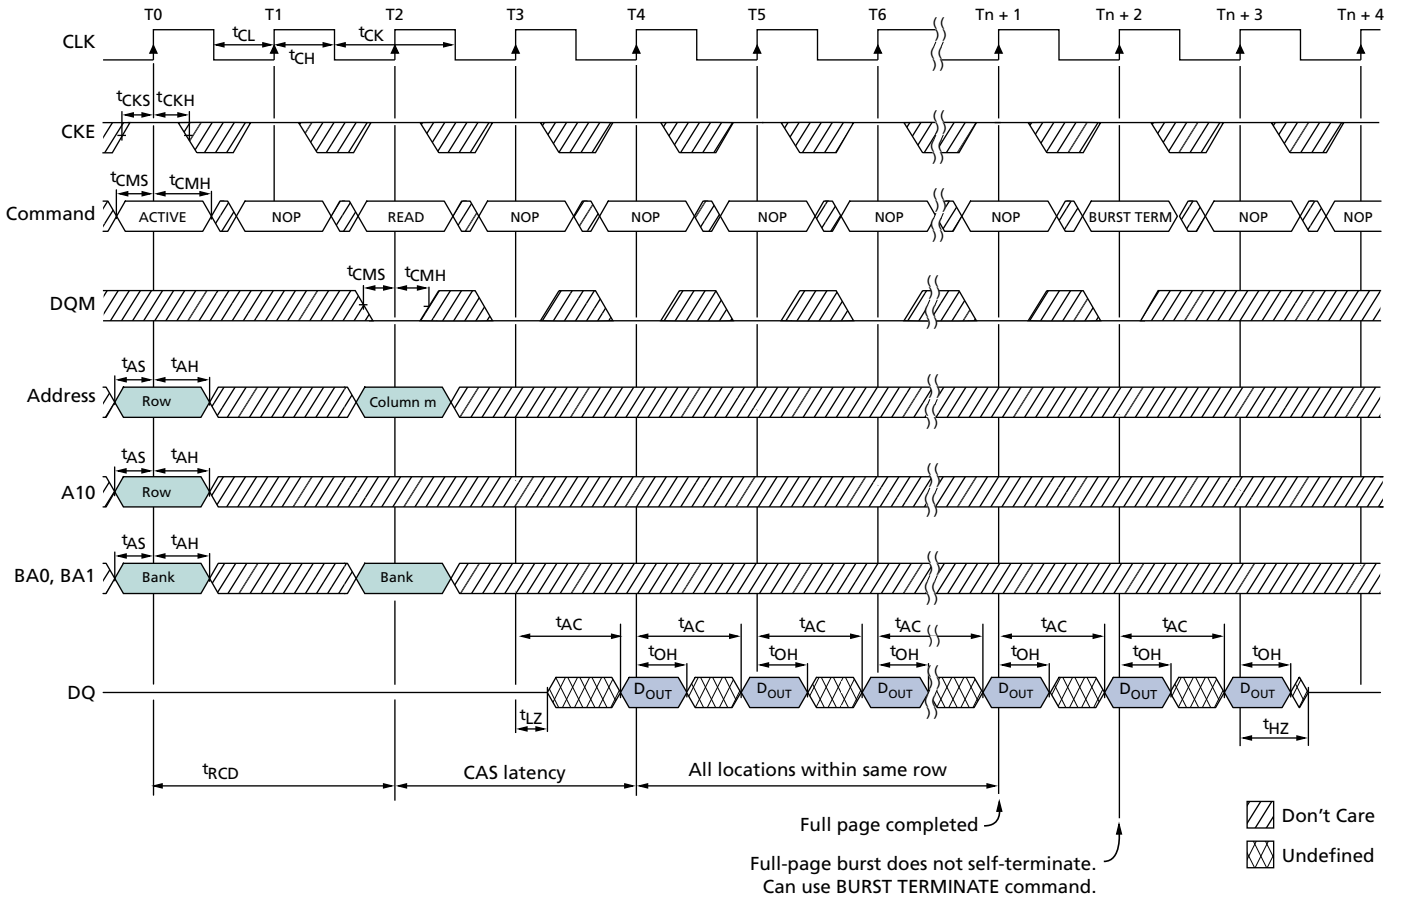 T0 T1 T2 T3 T4 T5 T6 Tn + 1 Tn + 2 Tn + 3 Tn + 4
CLK
tCL tCK
tCH
tCKS tCKH
CKE
tCMS tCMH
Command
ACTIVE NOP READ NOP NOP NOP NOP NOP BURST TERM NOP NOP
tCMS tCMH
DQM
tAS tAH
Address
Row Column m
tAS tAH
A10
Row
tAS tAH
BA0, BA1
Bank Bank
tAC tAC tAC tAC tAC tAC
tOH tOH tOH tOH tOH tOH
DQ
DOUT DOUT DOUT DOUT DOUT DOUT
tLZ tHZ
tRCD CAS latency All locations within same row
Full page completed
Don't Care
Full-page burst does not self-terminate.
Can use BURST TERMINATE command.
Undefined